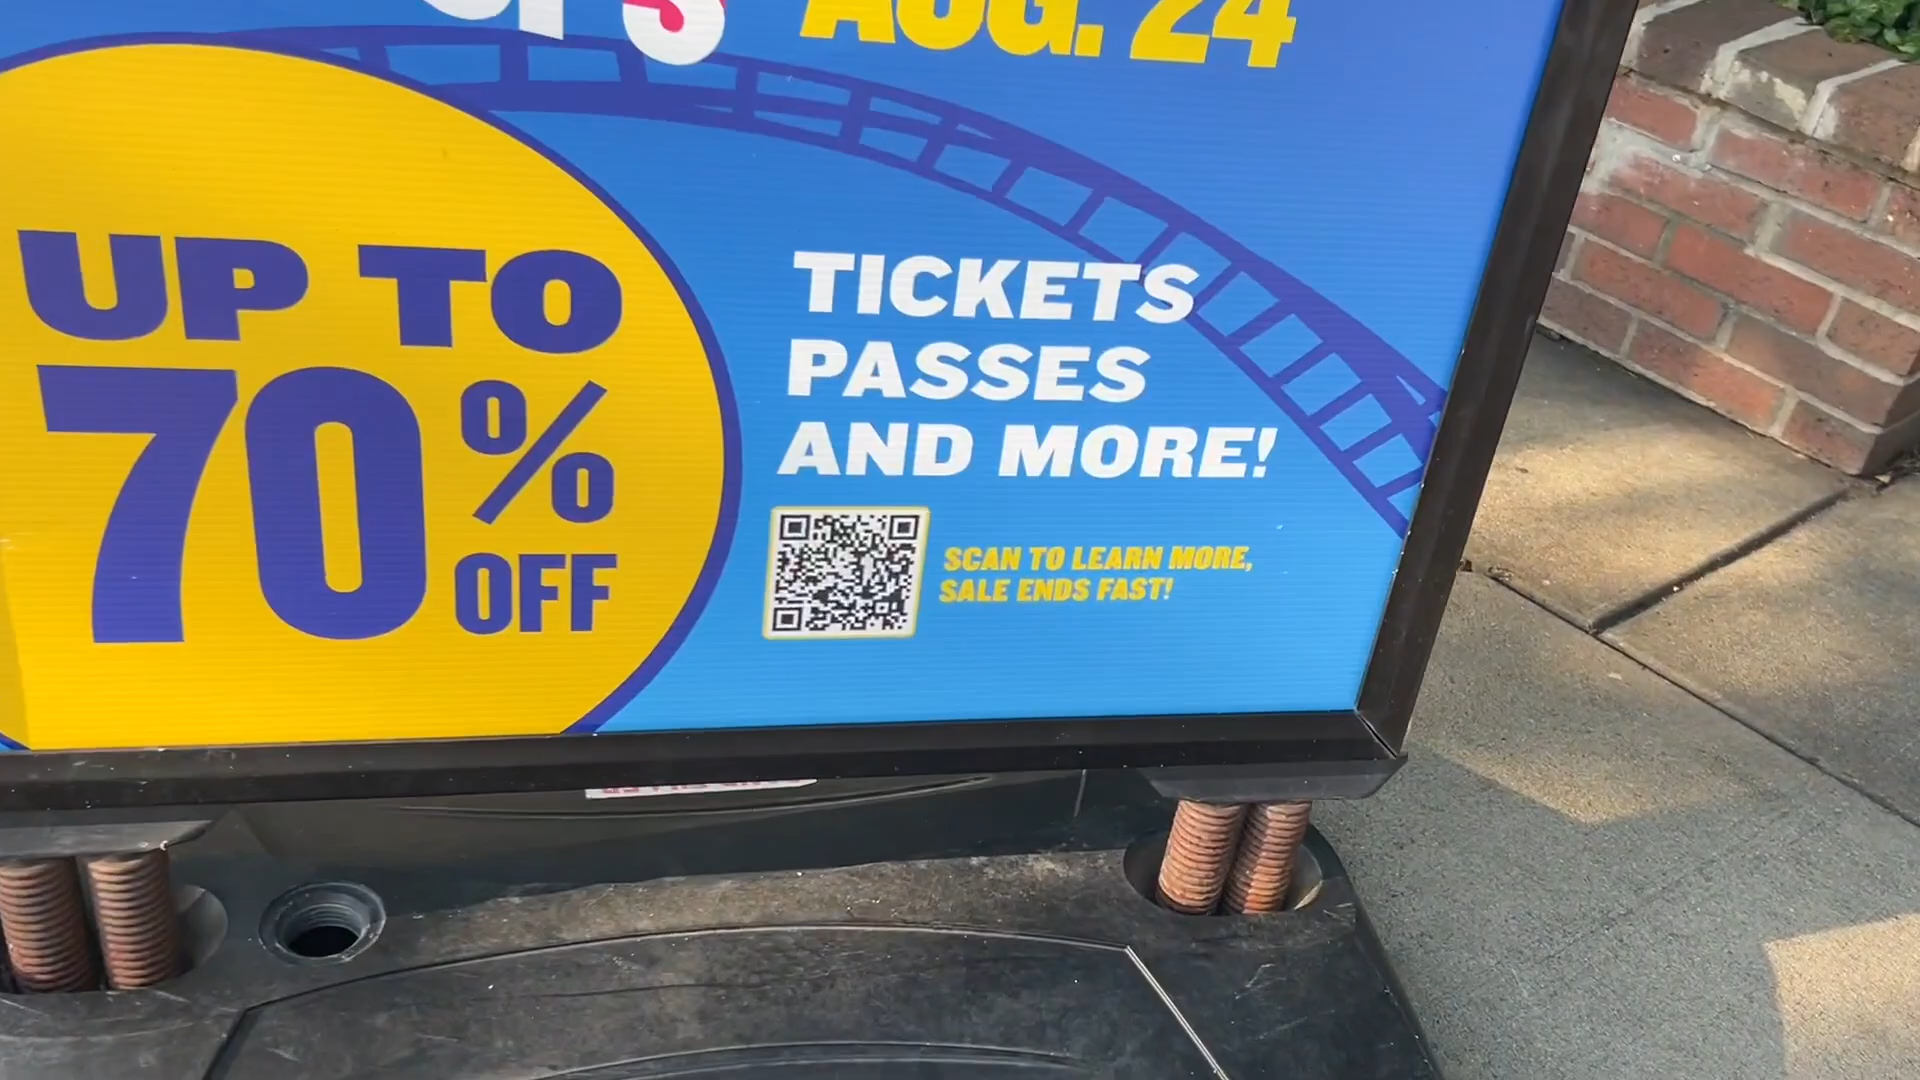 AUG. 24
UP TO
70%
OFF
TICKETS
PASSES
AND MORE!
SCAN TO LEARN MORE,
SALE ENDS FAST!